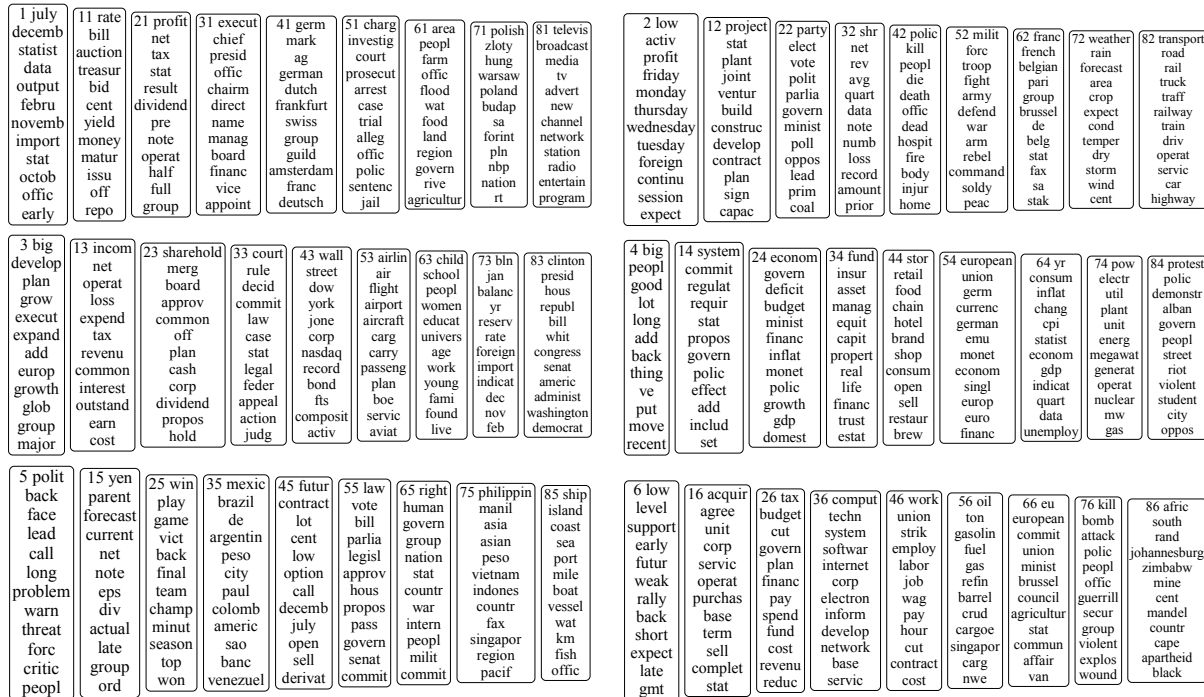 1 july
decemb
statist
data
output
febru
novemb
import
stat
octob
offic
early
11 rate
bill
auction
treasur
bid
cent
yield
money
matur
issu
off
repo
21 profit
net
tax
stat
result
dividend
pre
note
operat
half
full
group
31 execut
chief
presid
offic
chairm
direct
name
manag
board
financ
vice
appoint
41 germ
mark
ag
german
dutch
frankfurt
swiss
group
guild
amsterdam
franc
deutsch
51 charg
investig
court
prosecut
arrest
case
trial
alleg
offic
polic
sentenc
jail
61 area
peopl
farm
offic
flood
wat
food
land
region
govern
rive
agricultur
71 polish
zloty
hung
warsaw
poland
budap
sa
forint
pln
nbp
nation
rt
81 televis
broadcast
media
tv
advert
new
channel
network
station
radio
entertain
program
2 low
activ
profit
friday
monday
thursday
wednesday
tuesday
foreign
continu
session
expect
12 project
stat
plant
joint
ventur
build
construc
develop
contract
plan
sign
capac
22 party
elect
vote
polit
parlia
govern
minist
poll
oppos
lead
prim
coal
32 shr
net
rev
avg
quart
data
note
numb
loss
record
amount
prior
42 polic
kill
peopl
die
death
offic
dead
hospit
fire
body
injur
home
52 milit
forc
troop
fight
army
defend
war
arm
rebel
command
soldy
peac
62 franc
french
belgian
pari
group
brussel
de
belg
stat
fax
sa
stak
72 weather
rain
forecast
area
crop
expect
cond
temper
dry
storm
wind
cent
82 transport
road
rail
truck
traff
railway
train
driv
operat
servic
car
highway
3 big
develop
plan
grow
execut
expand
add
europ
growth
glob
group
major
13 incom
net
operat
loss
expend
tax
revenu
common
interest
outstand
earn
cost
23 sharehold
merg
board
approv
common
off
plan
cash
corp
dividend
propos
hold
33 court
rule
decid
commit
law
case
stat
legal
feder
appeal
action
judg
43 wall
street
dow
york
jone
corp
nasdaq
record
bond
fts
composit
activ
53 airlin
air
flight
airport
aircraft
carg
carry
passeng
plan
boe
servic
aviat
63 child
school
peopl
women
educat
univers
age
work
young
fami
found
live
73 bln
jan
balanc
yr
reserv
rate
foreign
import
indicat
dec
nov
feb
83 clinton
presid
hous
republ
bill
whit
congress
senat
americ
administ
washington
democrat
4 big
peopl
good
lot
long
add
back
thing
ve
put
move
recent
14 system
commit
regulat
requir
stat
propos
govern
polic
effect
add
includ
set
24 econom
govern
deficit
budget
minist
financ
inflat
monet
polic
growth
gdp
domest
34 fund
insur
asset
manag
equit
capit
propert
real
life
financ
trust
estat
44 stor
retail
food
chain
hotel
brand
shop
consum
open
sell
restaur
brew
54 european
union
germ
currenc
german
emu
monet
econom
singl
europ
euro
financ
64 yr
consum
inflat
chang
cpi
statist
econom
gdp
indicat
quart
data
unemploy
74 pow
electr
util
plant
unit
energ
megawat
generat
operat
nuclear
mw
gas
84 protest
polic
demonstr
alban
govern
peopl
street
riot
violent
student
city
oppos
5 polit
back
face
lead
call
long
problem
warn
threat
forc
critic
peopl
15 yen
parent
forecast
current
net
note
eps
div
actual
late
group
ord
25 win
play
game
vict
back
final
team
champ
minut
season
top
won
35 mexic
brazil
de
argentin
peso
city
paul
colomb
americ
sao
banc
venezuel
45 futur
contract
lot
cent
low
option
call
decemb
july
open
sell
derivat
55 law
vote
bill
parlia
legisl
approv
hous
propos
pass
govern
senat
commit
65 right
human
govern
group
nation
stat
countr
war
intern
peopl
milit
commit
75 philippin
manil
asia
asian
peso
vietnam
indones
countr
fax
singapor
region
pacif
85 ship
island
coast
sea
port
mile
boat
vessel
wat
km
fish
offic
6 low
level
support
early
futur
weak
rally
back
short
expect
late
gmt
16 acquir
agree
unit
corp
servic
operat
purchas
base
term
sell
complet
stat
26 tax
budget
cut
govern
plan
financ
pay
spend
fund
cost
revenu
reduc
36 comput
techn
system
softwar
internet
corp
electron
inform
develop
network
base
servic
46 work
union
strik
employ
labor
job
wag
pay
hour
cut
contract
cost
56 oil
ton
gasolin
fuel
gas
refin
barrel
crud
cargoe
singapor
carg
nwe
66 eu
european
commit
union
minist
brussel
council
agricultur
stat
commun
affair
van
76 kill
bomb
attack
polic
peopl
offic
guerrill
secur
group
violent
explos
wound
86 afric
south
rand
johannesburg
zimbabw
mine
cent
mandel
countr
cape
apartheid
black